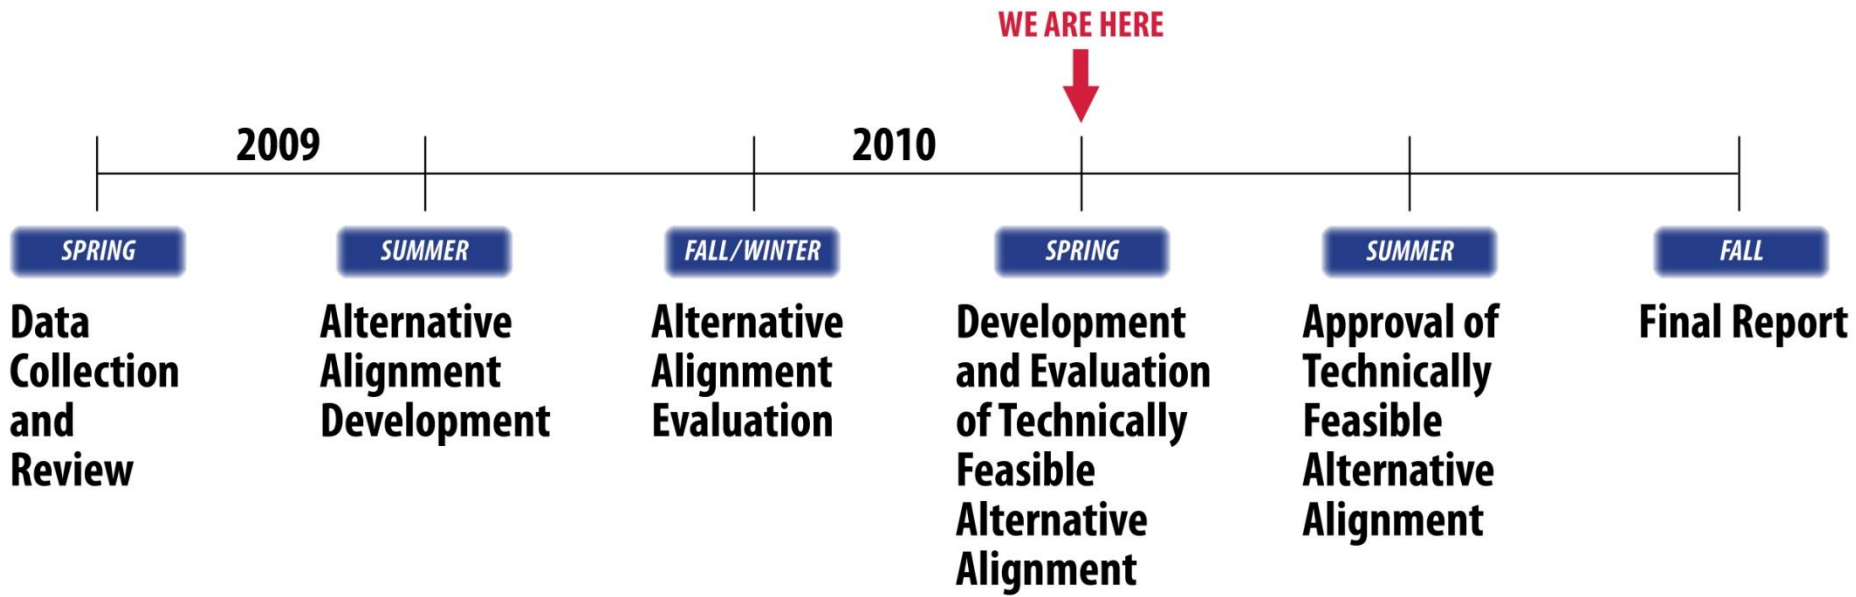 WE ARE HERE
2009
2010
SPRING
Data
Collection
and
Review
SUMMER
Alternative
Alignment
Development
FALL/WINTER
Alternative
Alignment
Evaluation
SPRING
Development
and Evaluation
of Technically
Feasible
Alternative
Alignment
SUMMER
Approval of
Technically
Feasible
Alternative
Alignment
FALL
Final Report